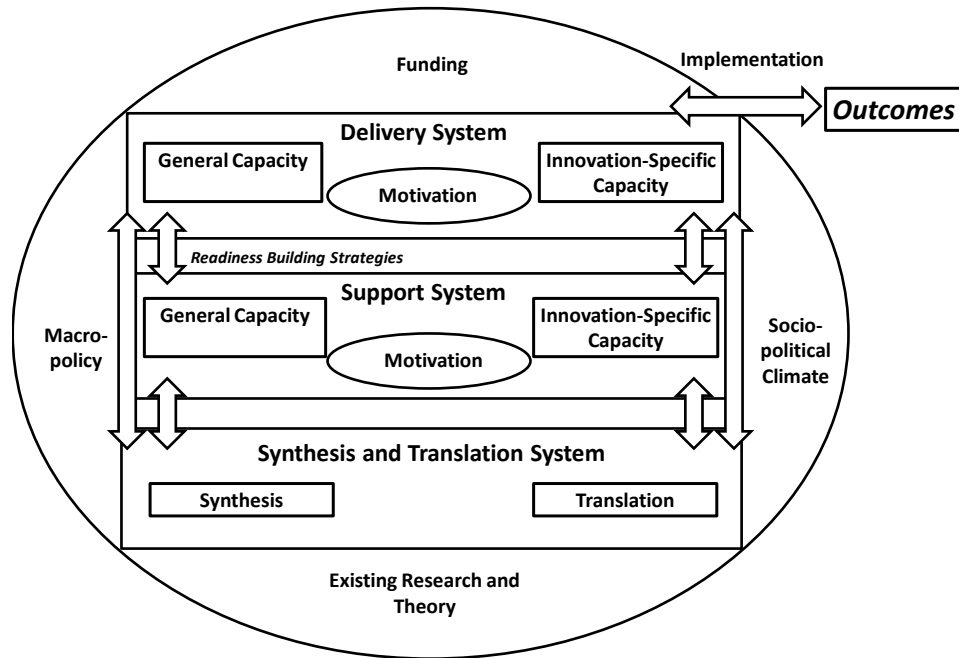 Funding
Implementation
Outcomes
Delivery System
General Capacity
Motivation
Innovation-Specific
Capacity
Readiness Building Strategies
Support System
General Capacity
Motivation
Innovation-Specific
Capacity
Macro-
policy
Socio-
political
Climate
Synthesis and Translation System
Synthesis
Translation
Existing Research and
Theory